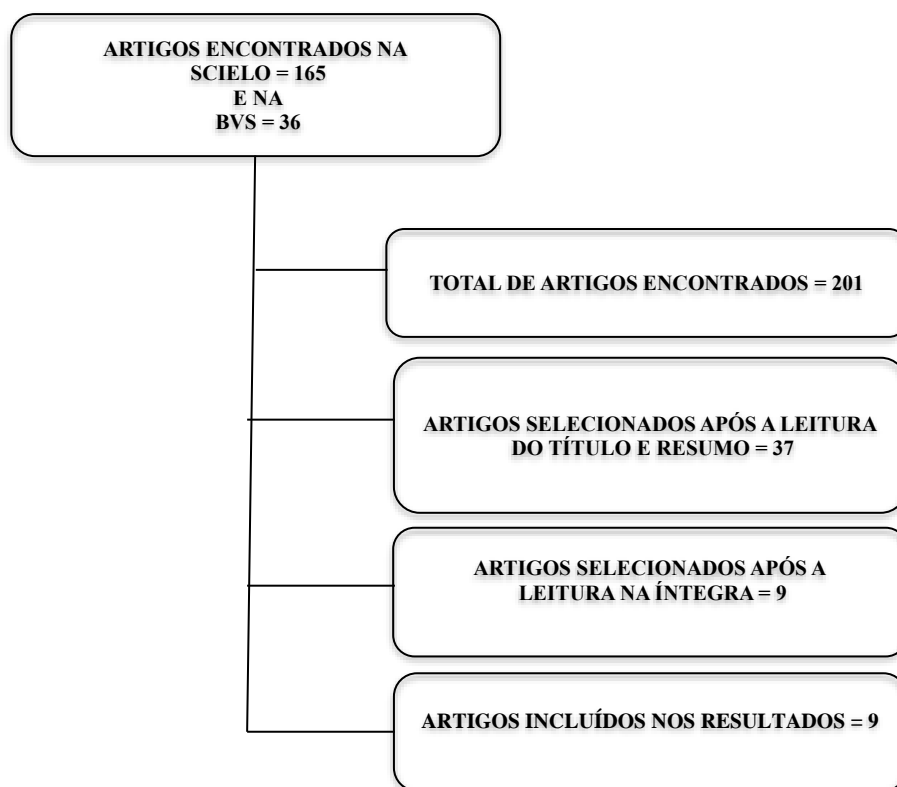 ARTIGOS ENCONTRADOS NA
SCIELO = 165
E NA
BVS = 36
TOTAL DE ARTIGOS ENCONTRADOS = 201
ARTIGOS SELECIONADOS APÓS A LEITURA
DO TÍTULO E RESUMO = 37
ARTIGOS SELECIONADOS APÓS A
LEITURA NA ÍNTEGRA = 9
ARTIGOS INCLUÍDOS NOS RESULTADOS = 9